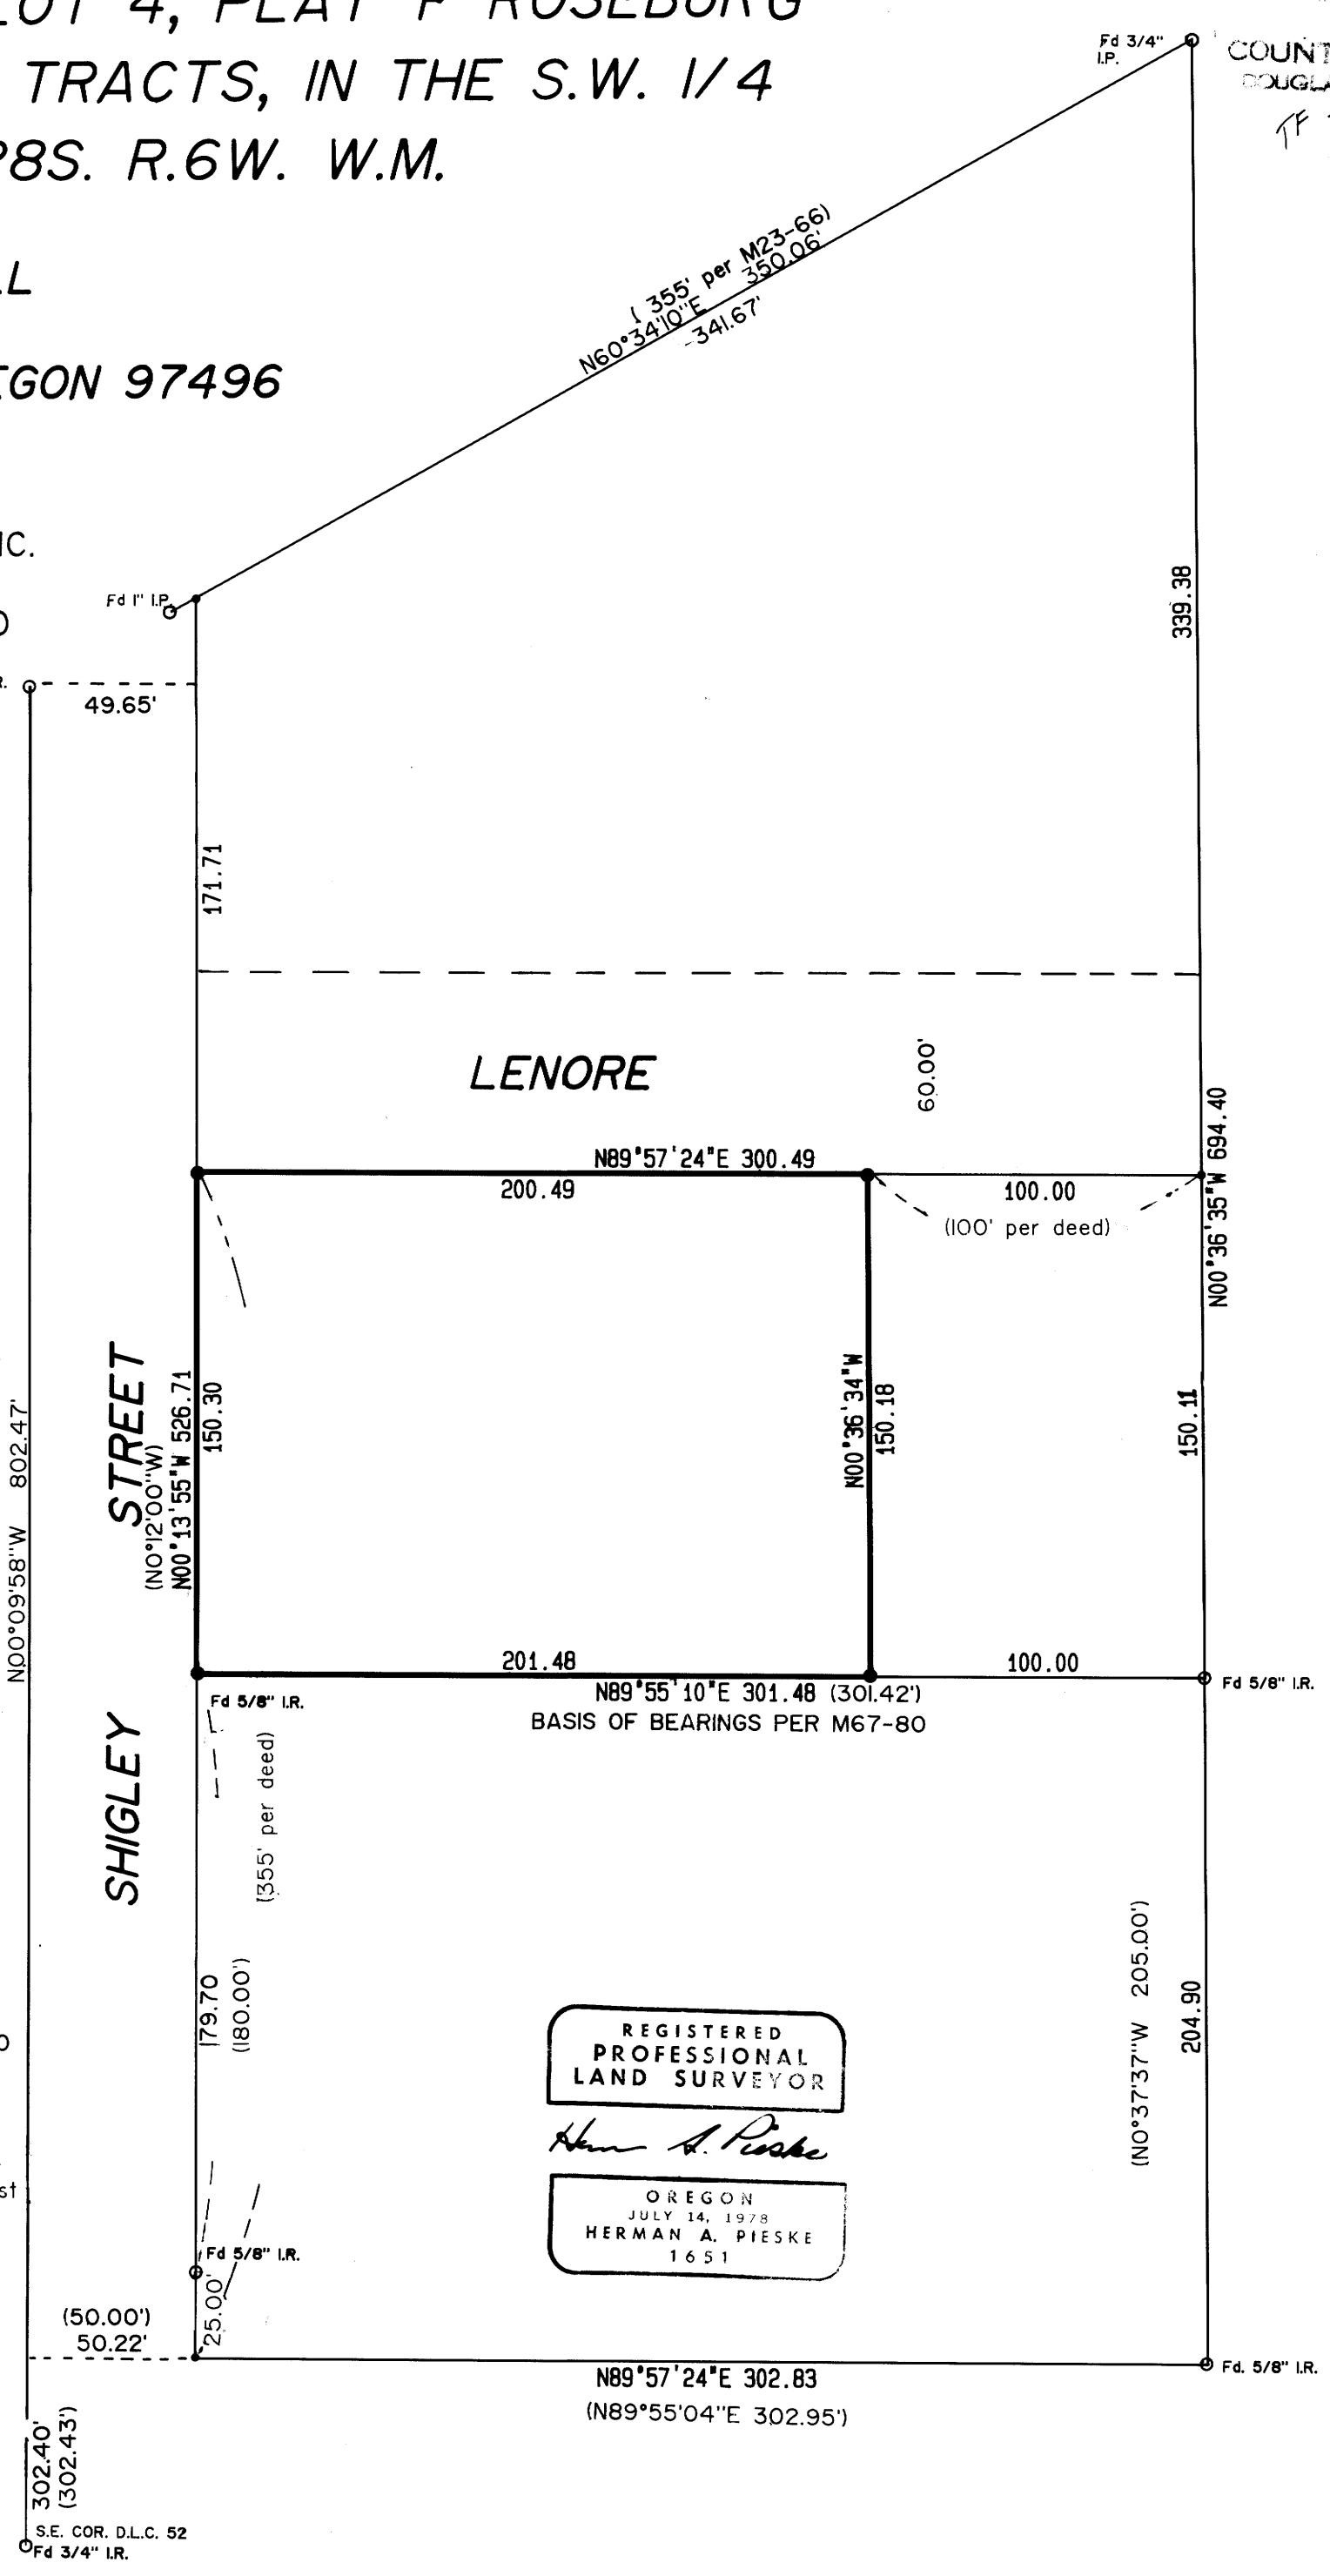 LOT 4, PLAT F ROSEBURG
TRACTS, IN THE S.W. 1/4
28S. R.6W. W.M.
EGON 97496
IC.
Fd 3/4"
I.P.
TF
( 355' per M23-66)
N60°34'10"E 350.06'
341.67'
Fd 1" I.P.
49.65'
339.38
171.71
LENORE
60.00'
N89°57'24"E 300.49
200.49
100.00
(100' per deed)
N00°36'35"W 694.40
SHIGLEY STREET
(N0°12'00"W)
N00°13'55"W 526.71
150.30
N00°36'34"W
150.18
150.11
N00°09'58"W 802.47'
201.48
100.00
N89°55'10"E 301.48 (301.42')
BASIS OF BEARINGS PER M67-80
Fd 5/8" I.R.
Fd 5/8" I.R.
(355' per deed)
179.70
(180.00')
(N0°37'37"W 205.00')
204.90
REGISTERED
PROFESSIONAL
LAND SURVEYOR
Herman A. Pieske
OREGON
JULY 14, 1978
HERMAN A. PIESKE
1651
Fd 5/8" I.R.
25.00'
(50.00')
50.22'
N89°57'24"E 302.83
(N89°55'04"E 302.95')
Fd. 5/8" I.R.
302.40'
(302.43')
S.E. COR. D.L.C. 52
Fd 3/4" I.R.